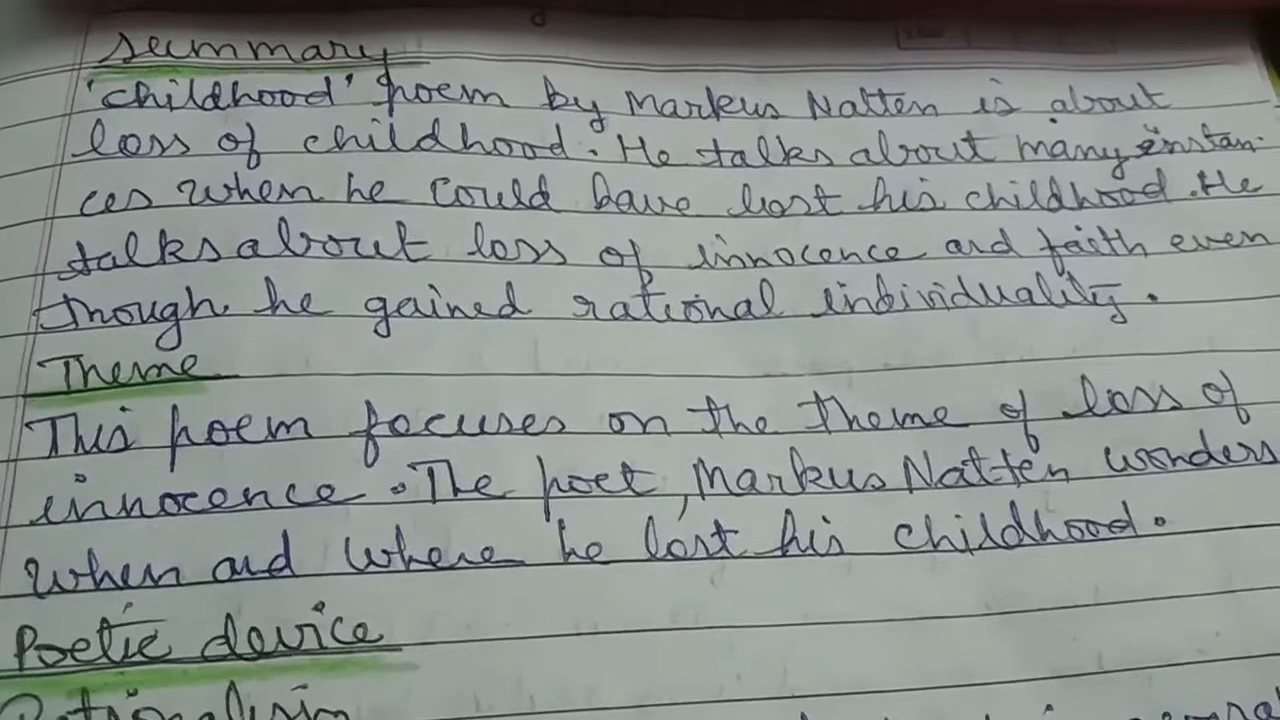 Summary
'childhood' poem by Markus Natten is about
loss of childhood. He talks about many instan-
ces when he could have lost his childhood. He
talks about loss of innocence and faith even
though he gained rational individuality.
Theme
This poem focuses on the theme of loss of
innocence. The poet, Markus Natten wonders
when and where he lost his childhood.
Poetic device